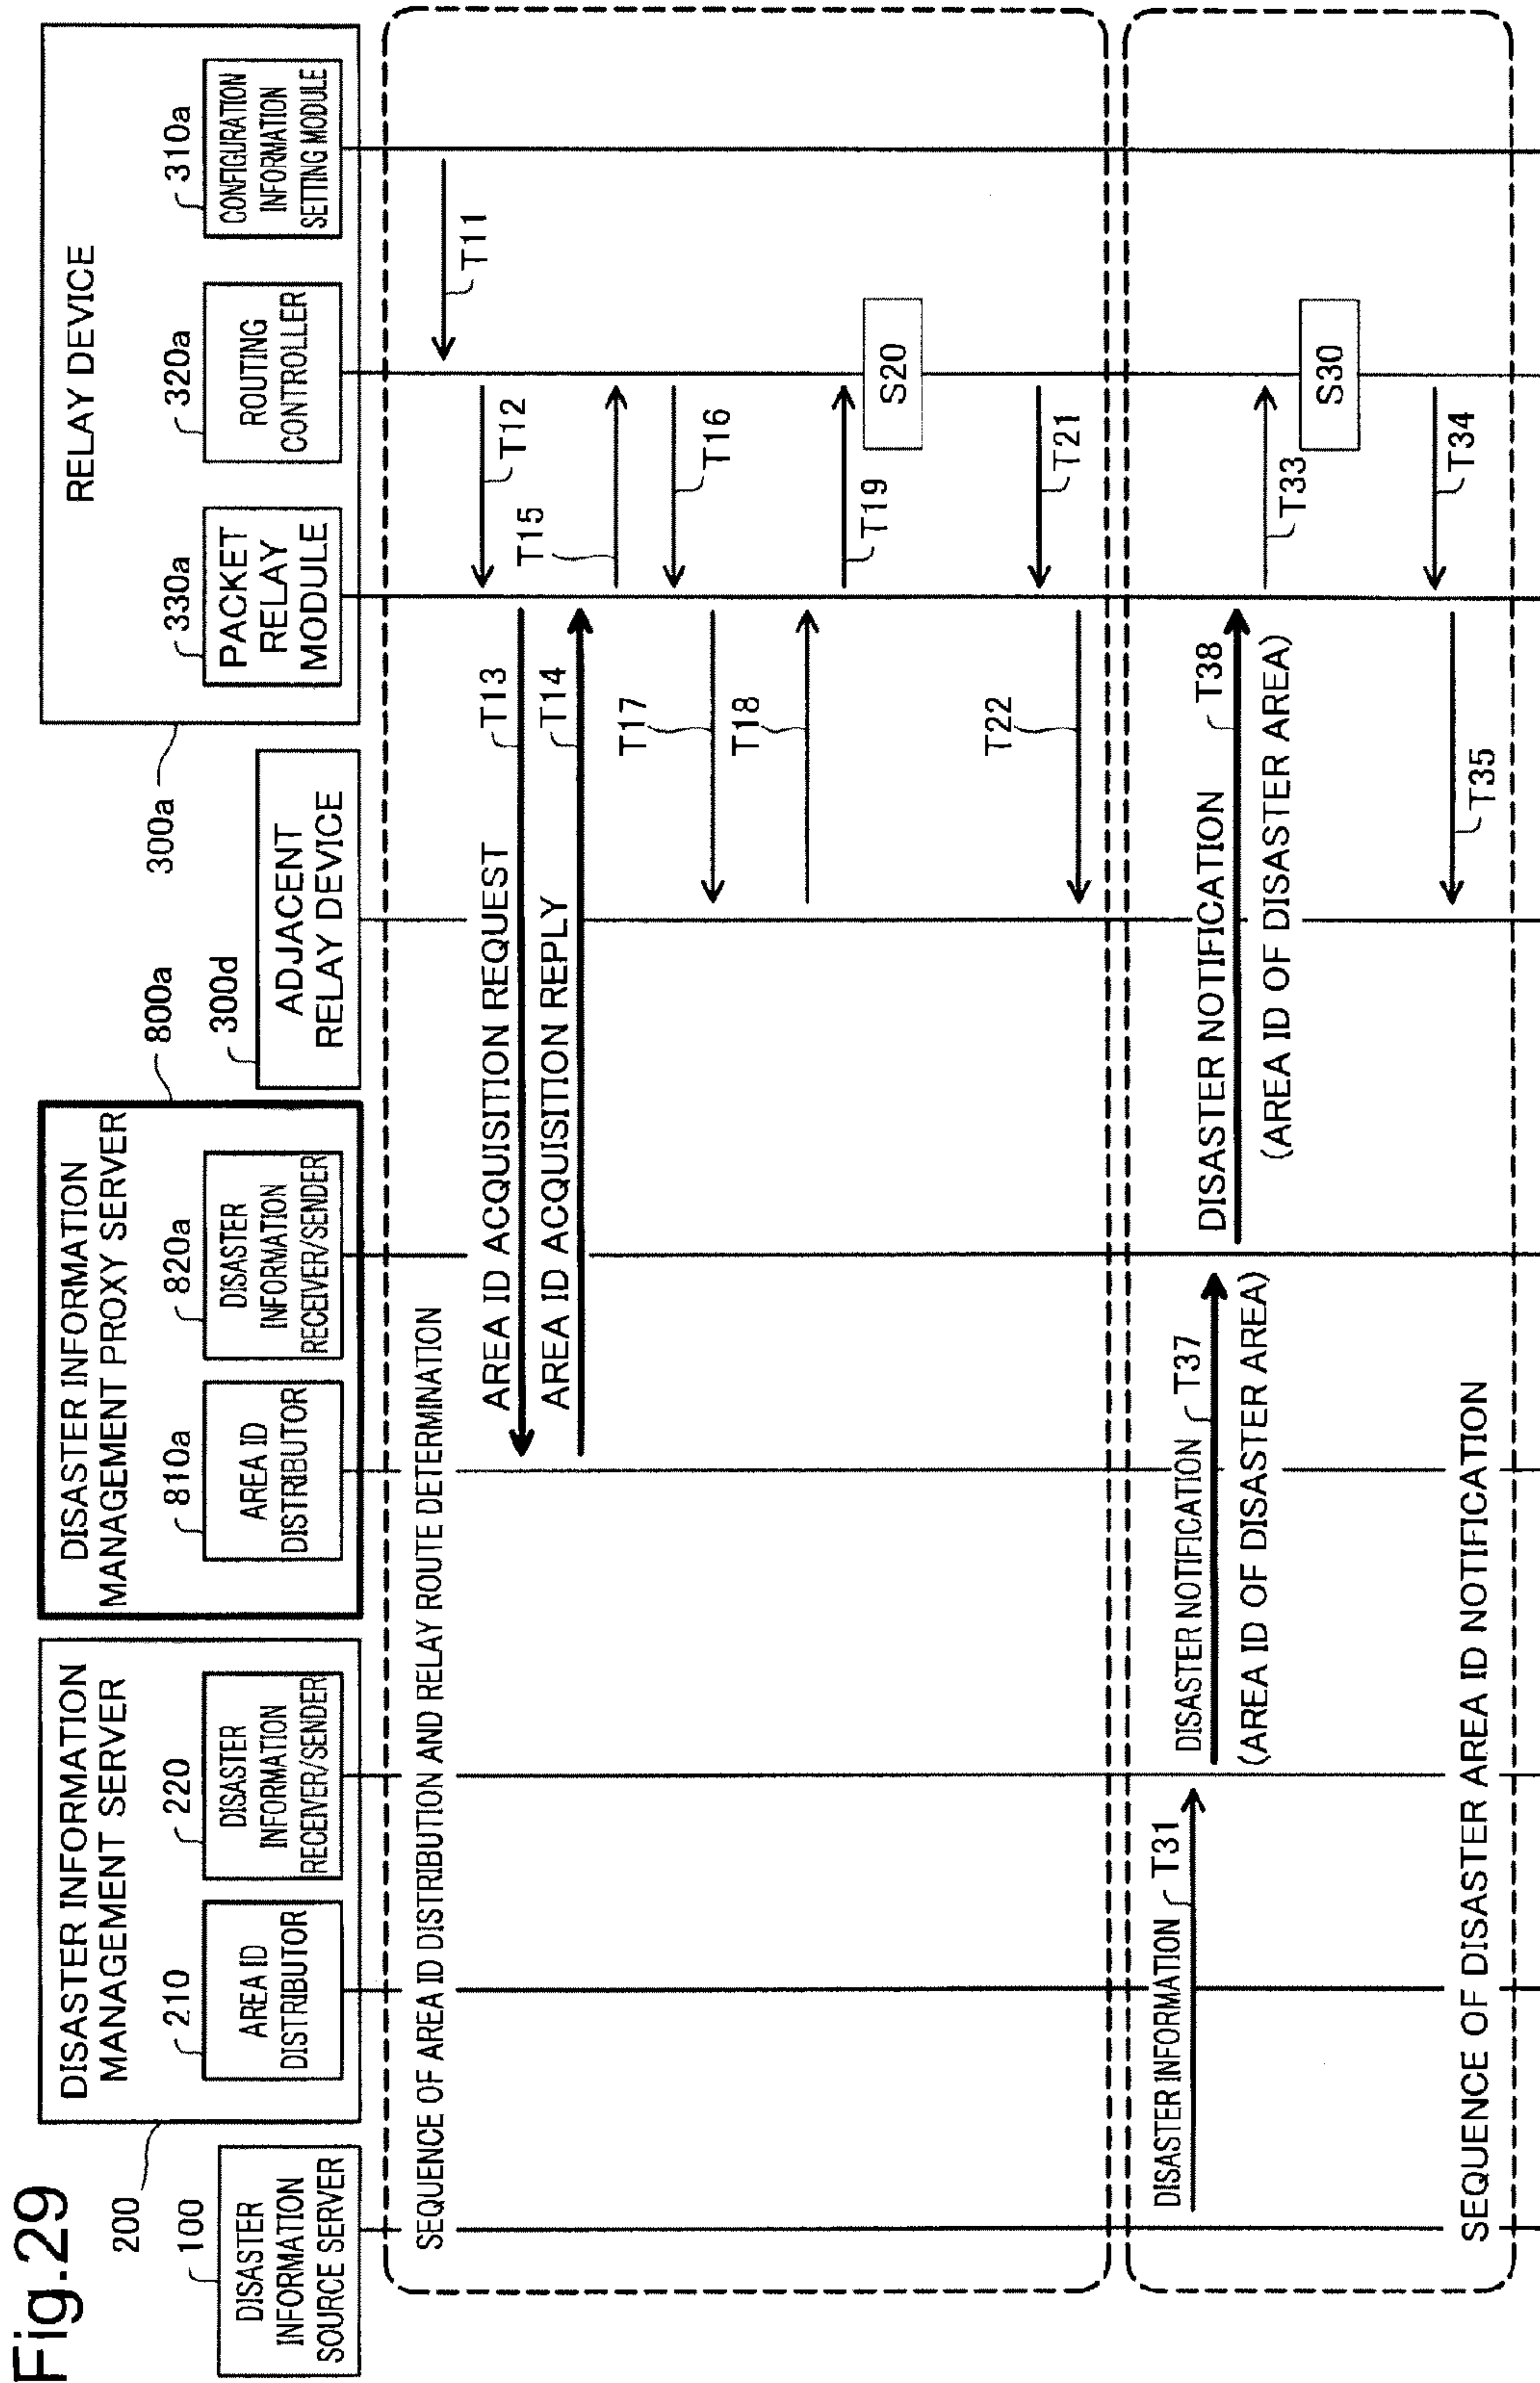 Fig.29
100
DISASTER
INFORMATION
SOURCE SERVER
200
DISASTER INFORMATION
MANAGEMENT SERVER
210
AREA ID
DISTRIBUTOR
220
DISASTER
INFORMATION
RECEIVER/SENDER
800a
DISASTER INFORMATION
MANAGEMENT PROXY SERVER
810a
AREA ID
DISTRIBUTOR
820a
DISASTER
INFORMATION
RECEIVER/SENDER
300d
ADJACENT
RELAY DEVICE
300a
RELAY DEVICE
330a
PACKET
RELAY
MODULE
320a
ROUTING
CONTROLLER
310a
CONFIGURATION
INFORMATION
SETTING MODULE
SEQUENCE OF AREA ID DISTRIBUTION AND RELAY ROUTE DETERMINATION
T11
T12
AREA ID ACQUISITION REQUEST
T13
AREA ID ACQUISITION REPLY
T14
T15
T16
T17
T18
T19
S20
T21
T22
DISASTER INFORMATION
T31
DISASTER NOTIFICATION
T37
(AREA ID OF DISASTER AREA)
DISASTER NOTIFICATION
T38
(AREA ID OF DISASTER AREA)
T33
S30
T34
T35
SEQUENCE OF DISASTER AREA ID NOTIFICATION